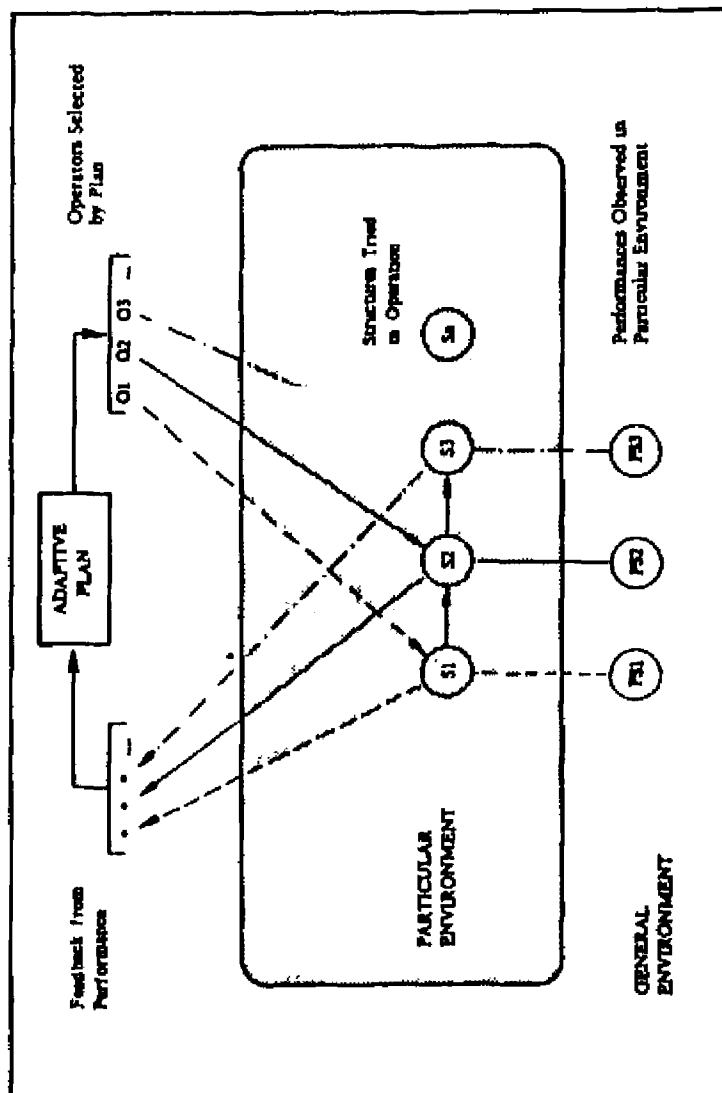 Feedback from
Performance
ADAPTIVE
PLAN
Operators Selected
by Plan
O1 O2 O3
Structures Tried
in Operation
S1 S2 S3 Sn
PARTICULAR
ENVIRONMENT
PS1 PS2 PS3
Performances Observed in
Particular Environment
GENERAL
ENVIRONMENT